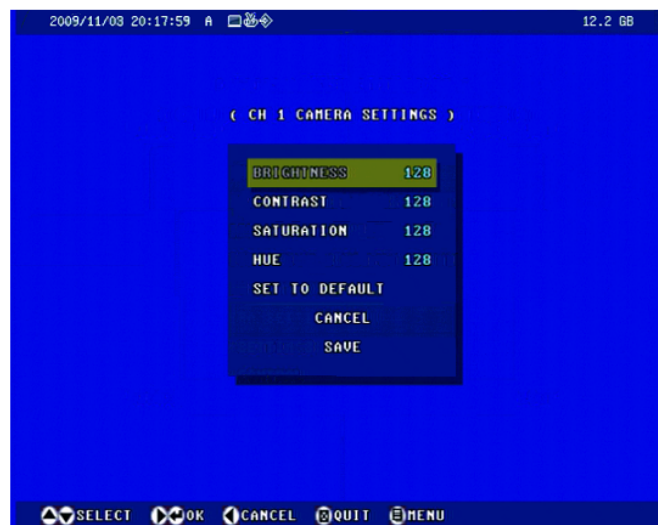 2009/11/03 20:17:59 A 12.2 GB
( CH 1 CAMERA SETTINGS )
BRIGHTNESS 128
CONTRAST 128
SATURATION 128
HUE 128
SET TO DEFAULT
CANCEL
SAVE
SELECT OK CANCEL QUIT MENU